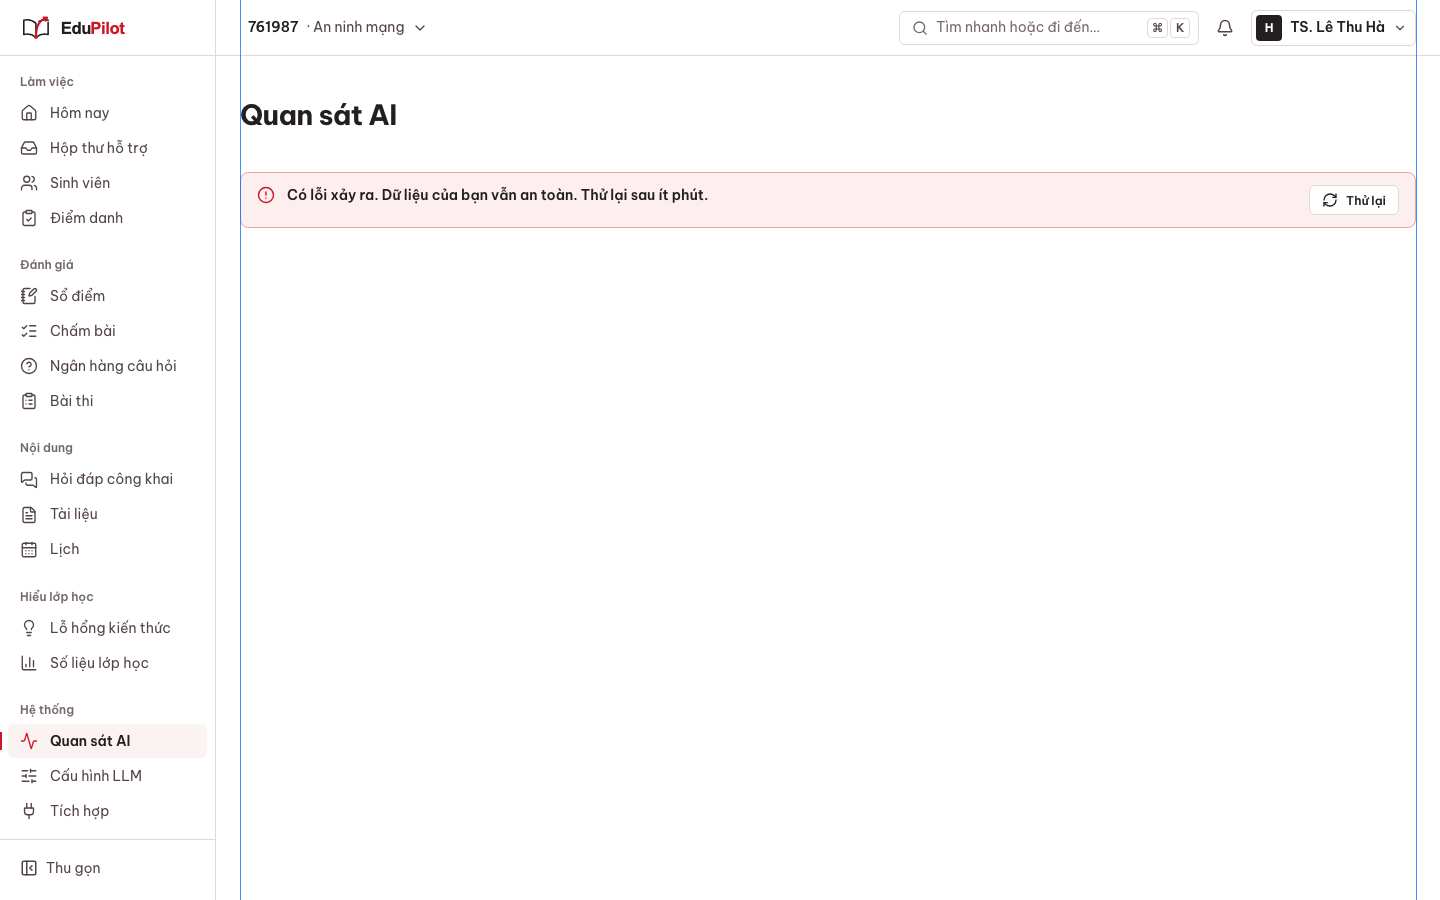 EduPilot
761987 · An ninh mạng
Tìm nhanh hoặc đi đến...
⌘ K
H
TS. Lê Thu Hà
Làm việc
Hôm nay
Hộp thư hỗ trợ
Sinh viên
Điểm danh
Đánh giá
Sổ điểm
Chấm bài
Ngân hàng câu hỏi
Bài thi
Nội dung
Hỏi đáp công khai
Tài liệu
Lịch
Hiểu lớp học
Lỗ hổng kiến thức
Số liệu lớp học
Hệ thống
Quan sát AI
Cấu hình LLM
Tích hợp
Thu gọn
Quan sát AI
Có lỗi xảy ra. Dữ liệu của bạn vẫn an toàn. Thử lại sau ít phút.
Thử lại